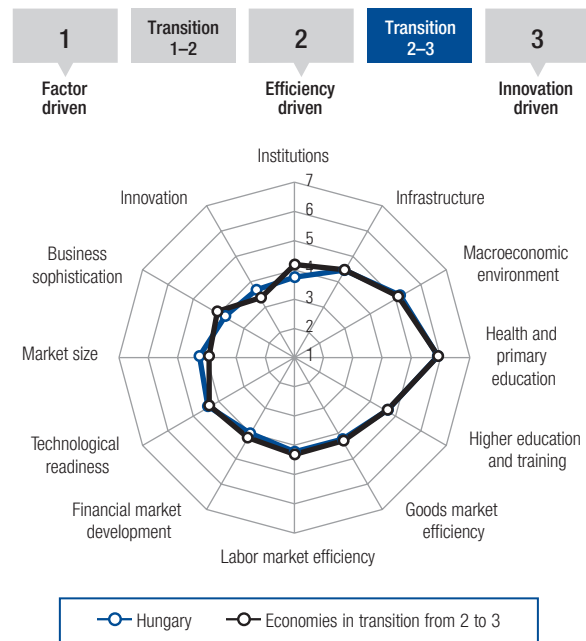 1
Transition
1–2
2
Transition
2–3
3
Factor
driven
Efficiency
driven
Innovation
driven
Institutions
Infrastructure
Macroeconomic
environment
Health and
primary
education
Higher education
and training
Goods market
efficiency
Labor market efficiency
Financial market
development
Technological
readiness
Market size
Business
sophistication
Innovation
7
6
5
4
3
2
1
Hungary
Economies in transition from 2 to 3